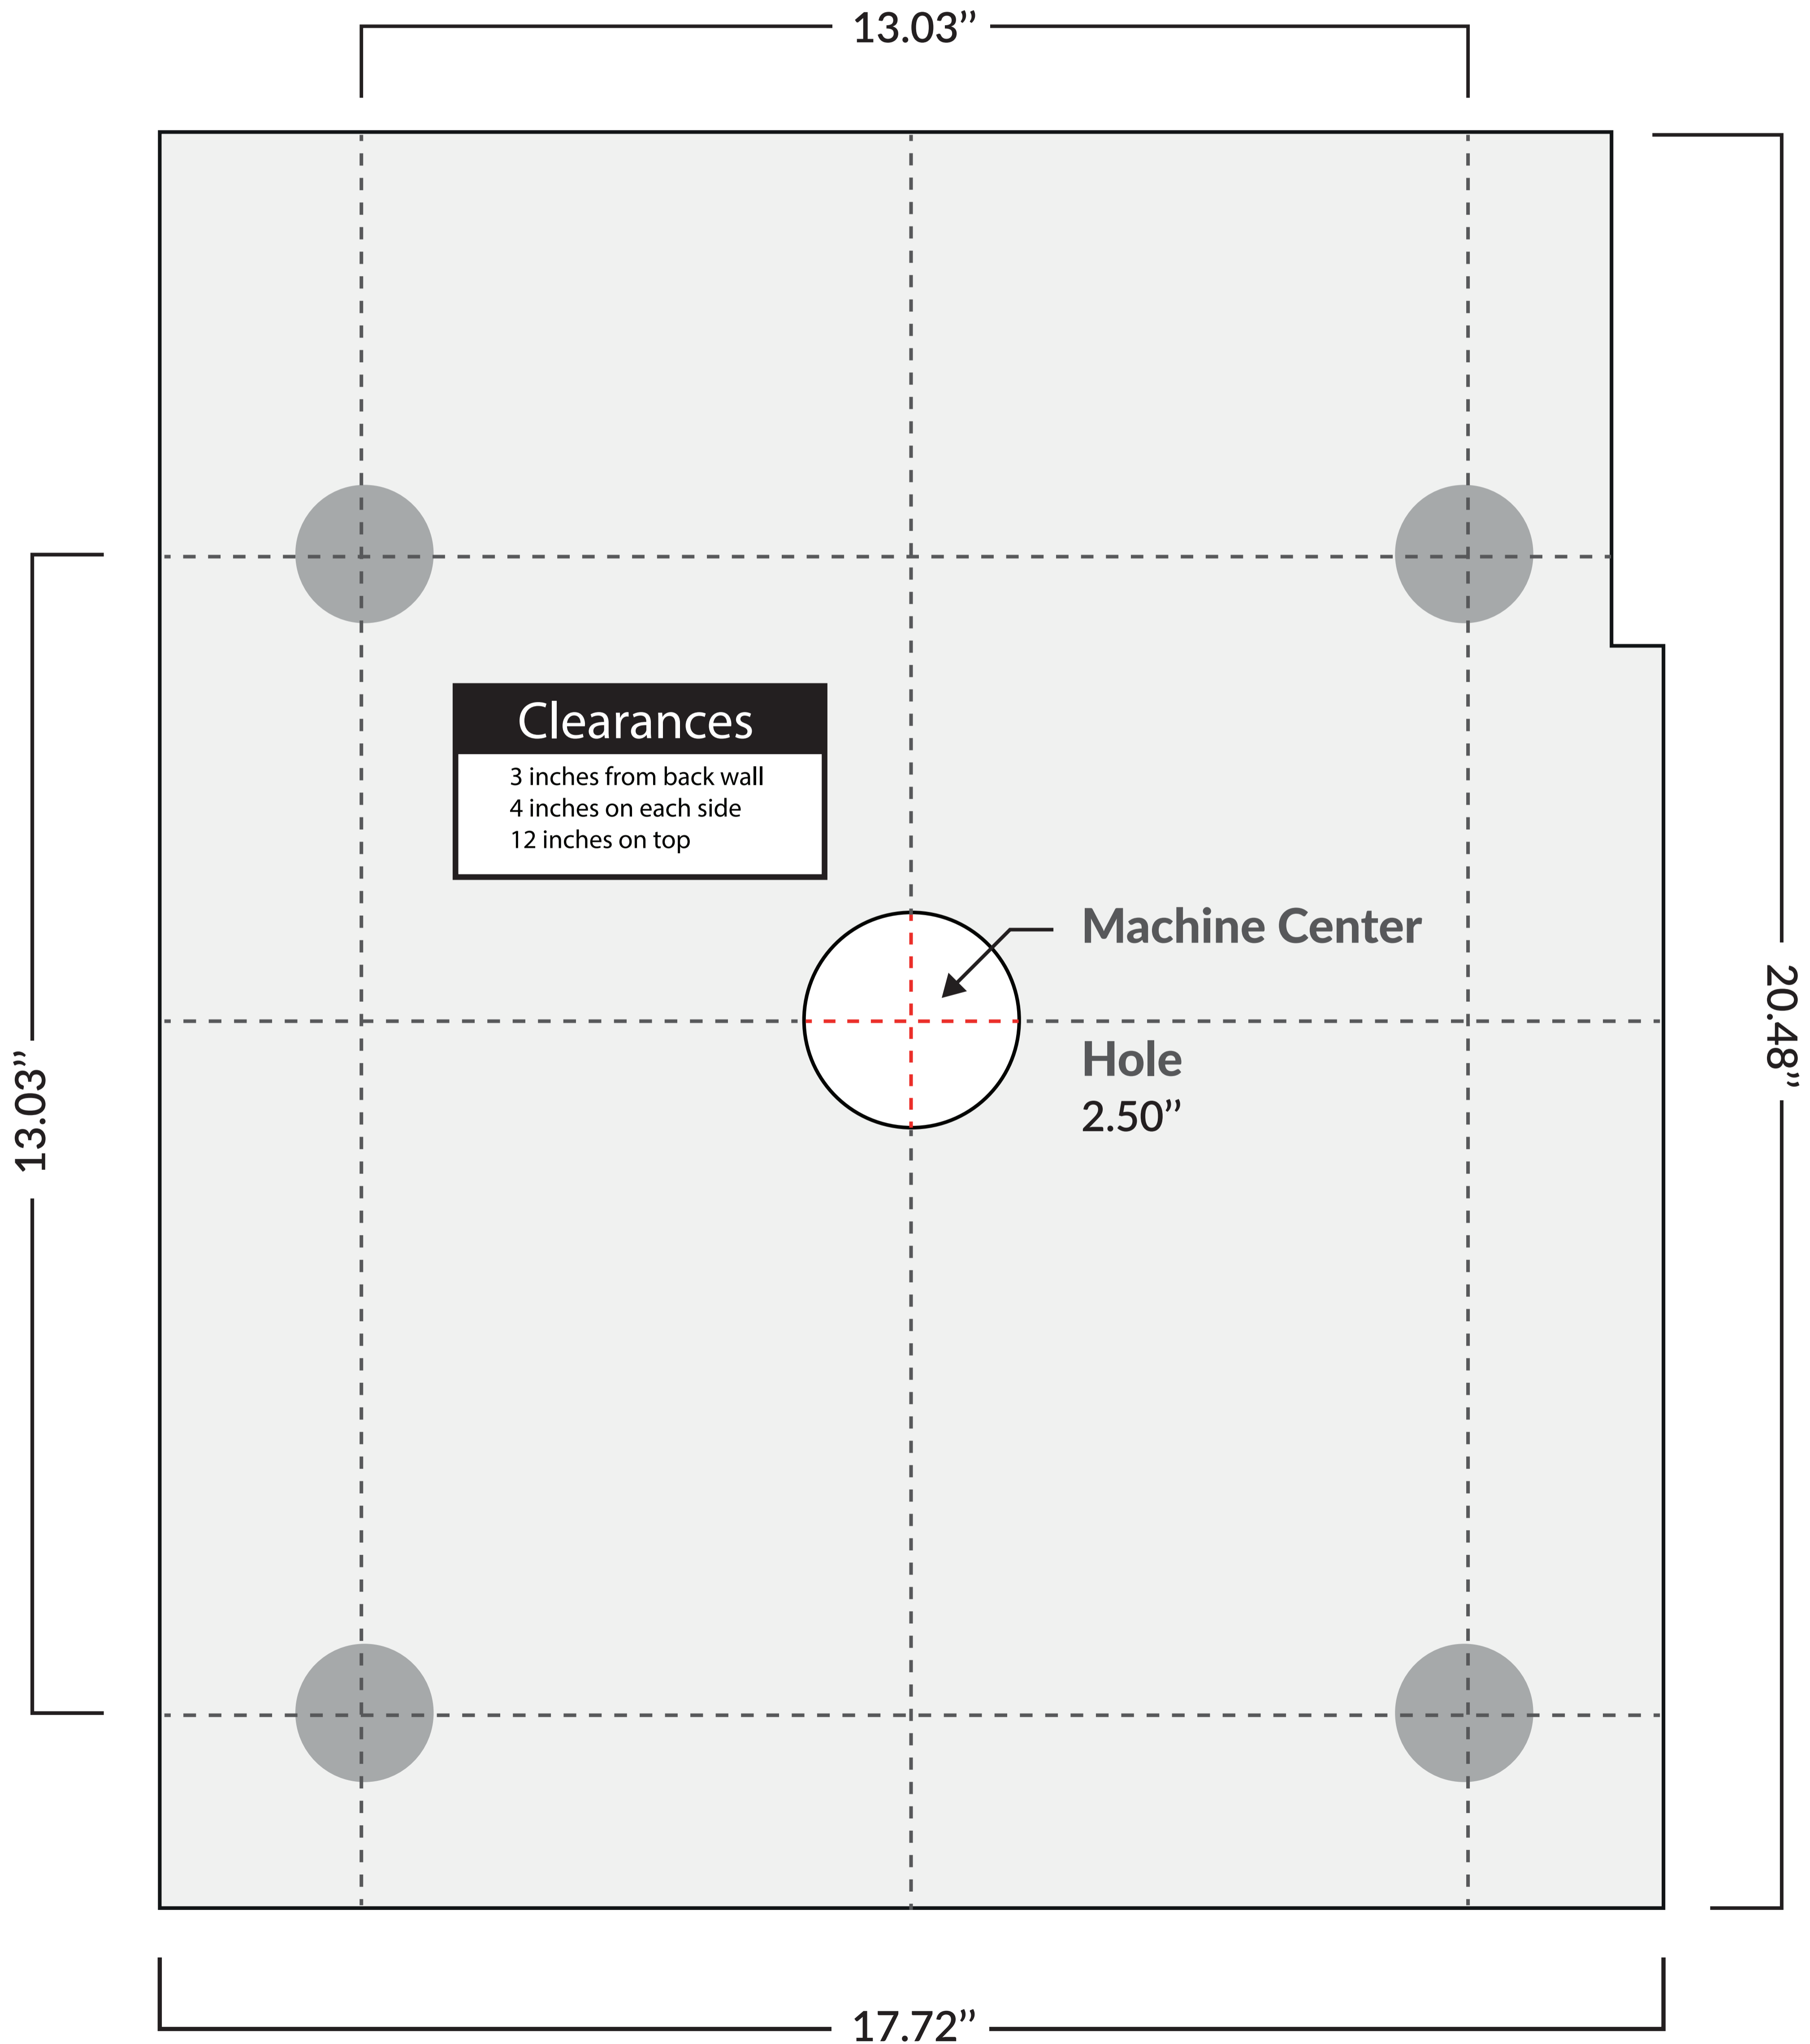 13.03’’
Clearances
3 inches from back wall
4 inches on each side
12 inches on top
Machine Center
Hole
2.50’’
13.03’’
20.48’’
17.72’’